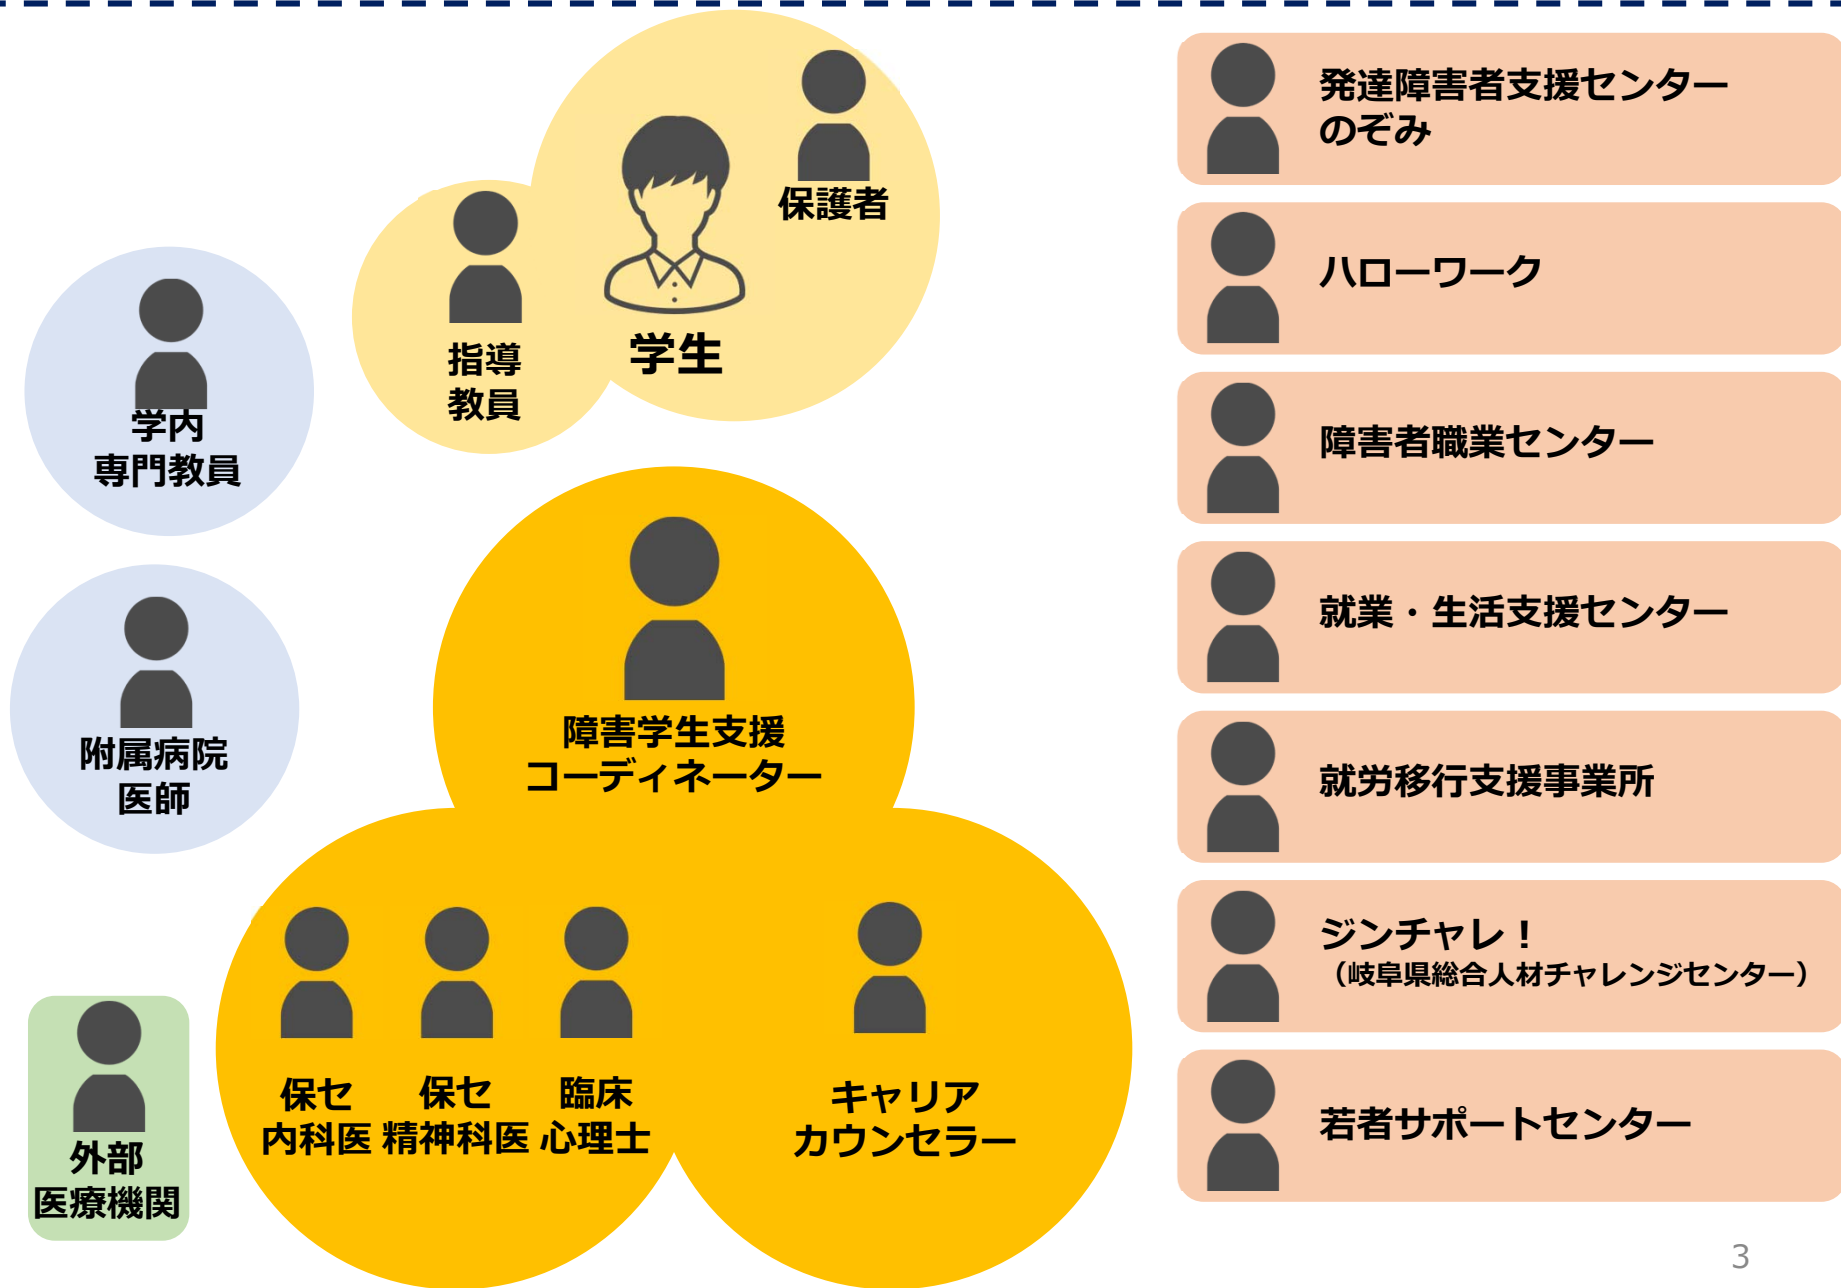 保護者
学生
指導
教員
学内
専門教員
附属病院
医師
外部
医療機関
障害学生支援
コーディネーター
保セ
内科医
保セ
精神科医
臨床
心理士
キャリア
カウンセラー
発達障害者支援センター
のぞみ
ハローワーク
障害者職業センター
就業・生活支援センター
就労移行支援事業所
ジンチャレ！
（岐阜県総合人材チャレンジセンター）
若者サポートセンター
3